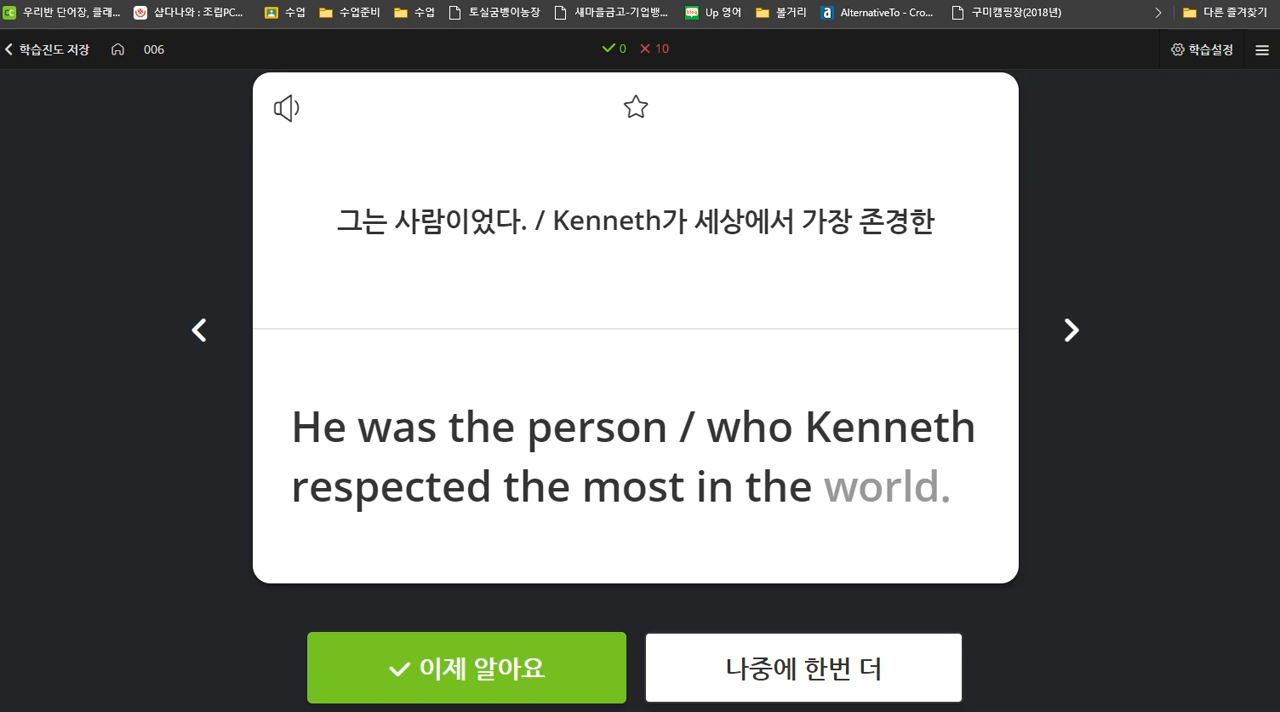 우리반 단어장, 클래... 샵다나와 : 조립PC... 수업 수업준비 수업 토실굼벵이농장 새마을금고-기업뱅... Up 영어 볼거리 AlternativeTo - Cro... 구미캠핑장(2018년) 다른 즐겨찾기
학습진도 저장 006 0 10 학습설정
그는 사람이었다. / Kenneth가 세상에서 가장 존경한
He was the person / who Kenneth
respected the most in the world.
이제 알아요 나중에 한번 더